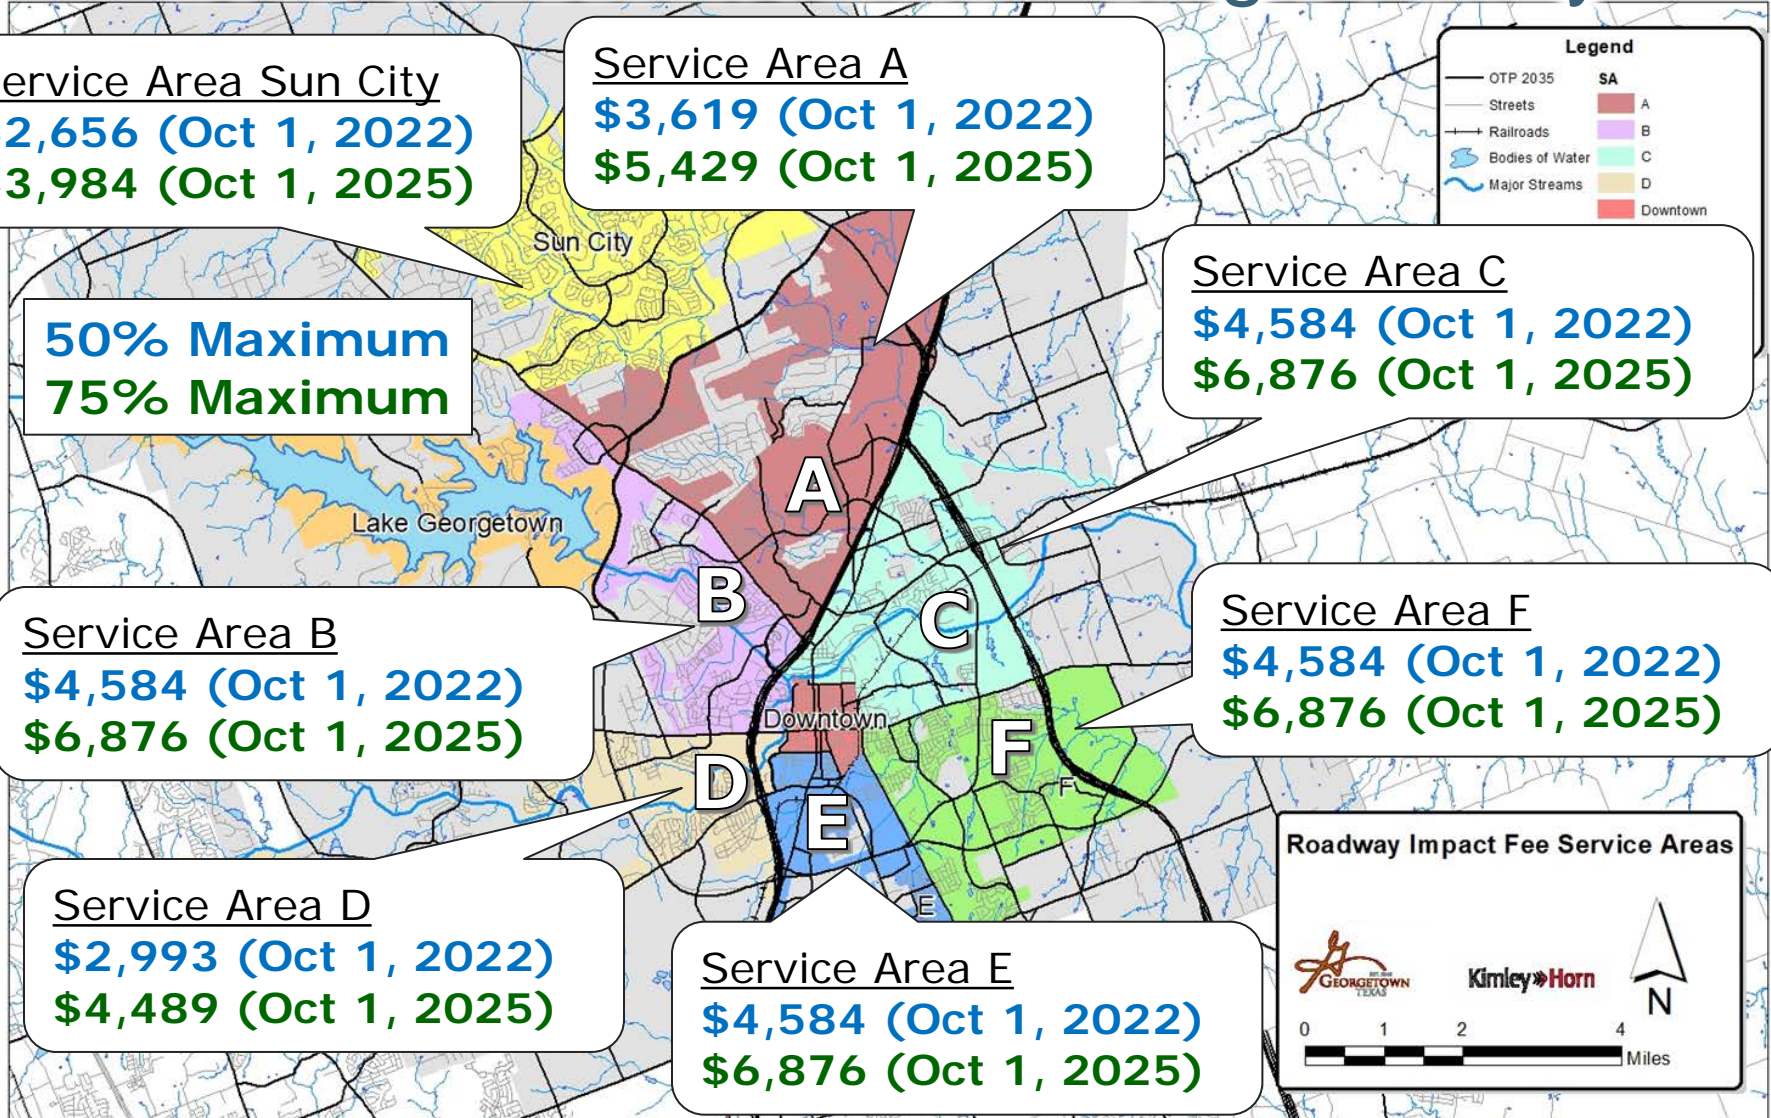 ervice Area Sun City
2,656 (Oct 1, 2022)
3,984 (Oct 1, 2025)
Service Area A
$3,619 (Oct 1, 2022)
$5,429 (Oct 1, 2025)
Legend
OTP 2035
Streets
Railroads
Bodies of Water
Major Streams
SA
A
B
C
D
Downtown
Sun City
Service Area C
$4,584 (Oct 1, 2022)
$6,876 (Oct 1, 2025)
50% Maximum
75% Maximum
A
Lake Georgetown
B
C
Service Area B
$4,584 (Oct 1, 2022)
$6,876 (Oct 1, 2025)
Service Area F
$4,584 (Oct 1, 2022)
$6,876 (Oct 1, 2025)
Downtown
F
D
F
E
E
Service Area D
$2,993 (Oct 1, 2022)
$4,489 (Oct 1, 2025)
Service Area E
$4,584 (Oct 1, 2022)
$6,876 (Oct 1, 2025)
Roadway Impact Fee Service Areas
GEORGETOWN
TEXAS
Kimley»Horn
N
0 1 2 4
Miles